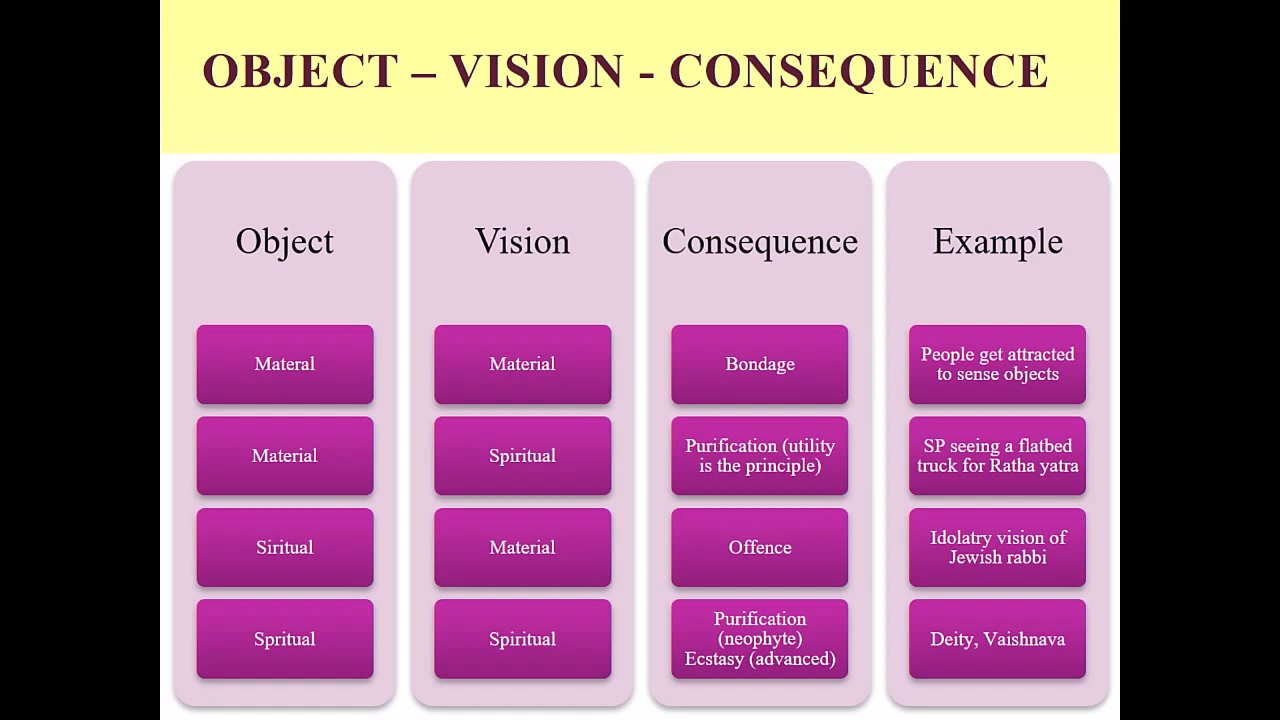 OBJECT – VISION - CONSEQUENCE
Object
Vision
Consequence
Example
Materal
Material
Bondage
People get attracted
to sense objects
Material
Spiritual
Purification (utility
is the principle)
SP seeing a flatbed
truck for Ratha yatra
Siritual
Material
Offence
Idolatry vision of
Jewish rabbi
Spritual
Spiritual
Purification
(neophyte)
Ecstasy (advanced)
Deity, Vaishnava